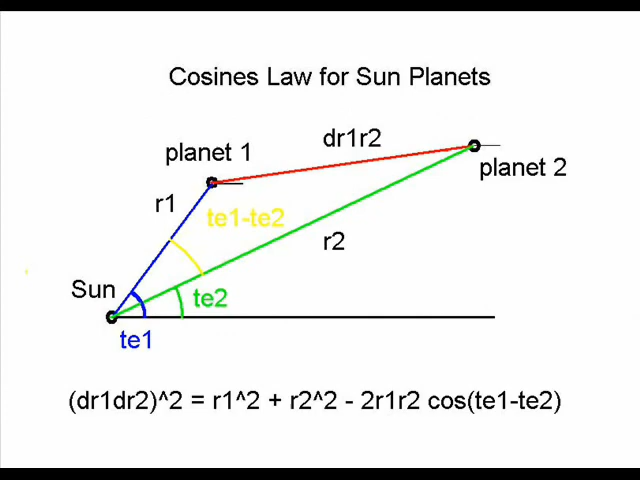 Cosines Law for Sun Planets
dr1r2
planet 1
planet 2
r1
te1-te2
r2
Sun
te2
te1
(dr1dr2)^2 = r1^2 + r2^2 - 2r1r2 cos(te1-te2)